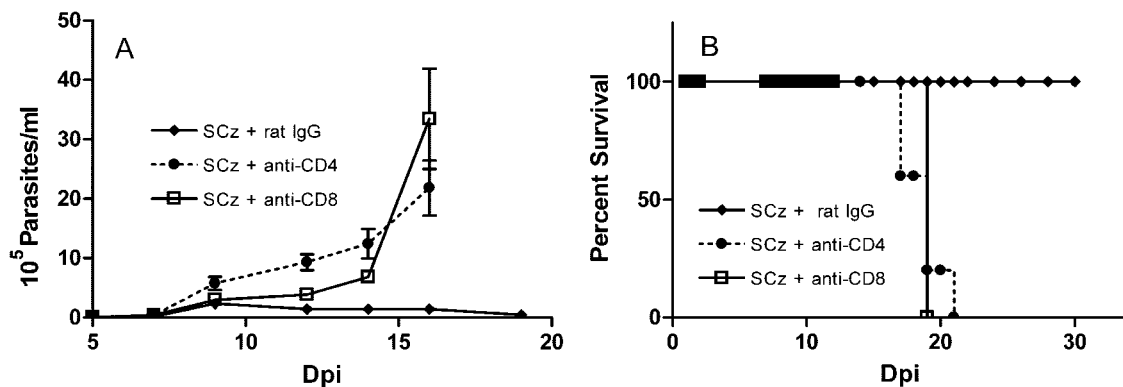 A
10⁵ Parasites/ml
50
40
30
20
10
0
SCz + rat IgG
SCz + anti-CD4
SCz + anti-CD8
5 10 15 20
Dpi
B
Percent Survival
100
50
0
SCz + rat IgG
SCz + anti-CD4
SCz + anti-CD8
0 10 20 30
Dpi